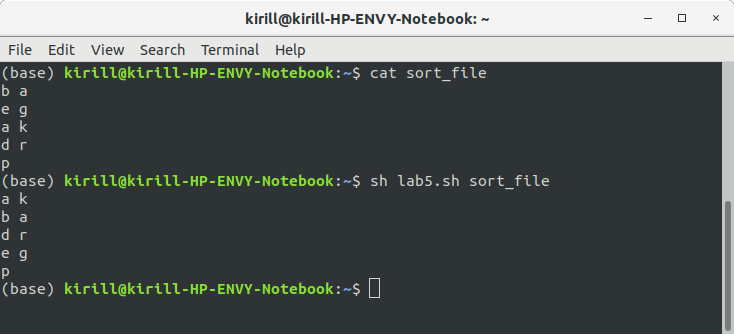 kirill@kirill-HP-ENVY-Notebook: ~
File Edit View Search Terminal Help
(base) kirill@kirill-HP-ENVY-Notebook:~$ cat sort_file
b a
e g
a k
d r
p
(base) kirill@kirill-HP-ENVY-Notebook:~$ sh lab5.sh sort_file
a k
b a
d r
e g
p
(base) kirill@kirill-HP-ENVY-Notebook:~$